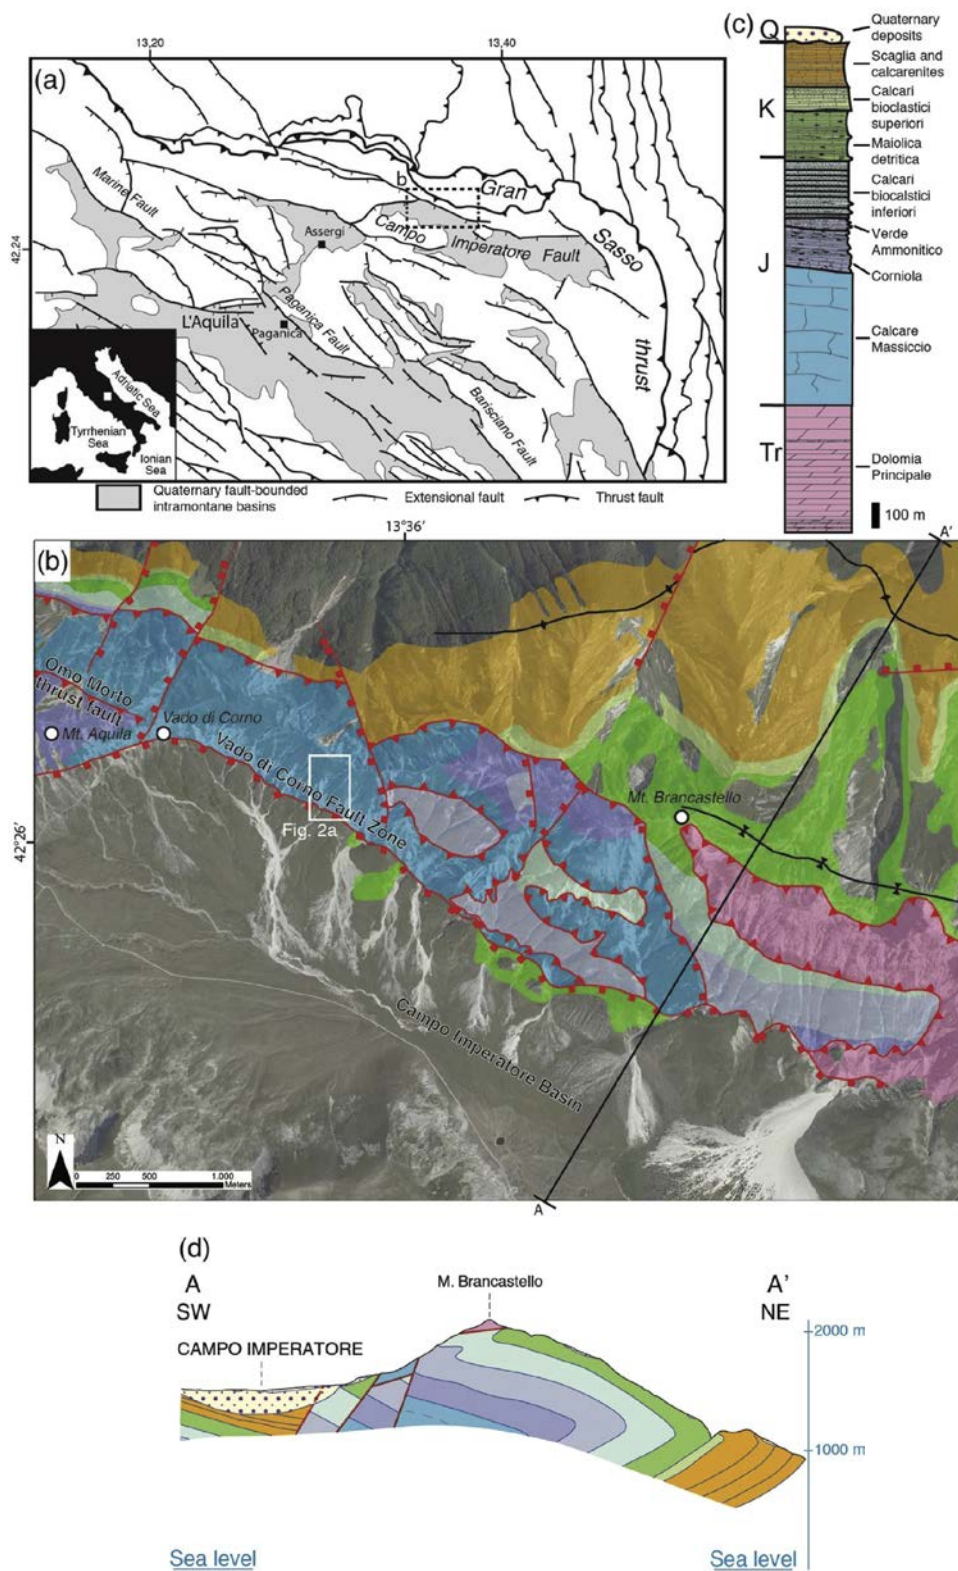 13,20
13,40
(a)
42,24
Marine Fault
b
Gran
Sasso
thrust
Assergi
Campo
Imperatore Fault
Paganica Fault
L'Aquila
Paganica
Barisciano Fault
Adriatic Sea
Tyrrhenian
Sea
Ionian
Sea
Quaternary fault-bounded
intramontane basins
Extensional fault
Thrust fault
(c)
Q
K
J
Tr
Quaternary
deposits
Scaglia and
calcarenites
Calcari
bioclastici
superiori
Maiolica
detritica
Calcari
biocalstici
inferiori
Verde
Ammonitico
Corniola
Calcare
Massiccio
Dolomia
Principale
100 m
13°36'
A'
(b)
Omo Morto
thrust fault
Mt. Aquila
Vado di Corno
Vado di Corno Fault Zone
Fig. 2a
Mt. Brancastello
42°26'
Campo Imperatore Basin
N
0 250 500 1.000
Meters
A
(d)
A
SW
M. Brancastello
A'
NE
CAMPO IMPERATORE
2000 m
1000 m
Sea level
Sea level